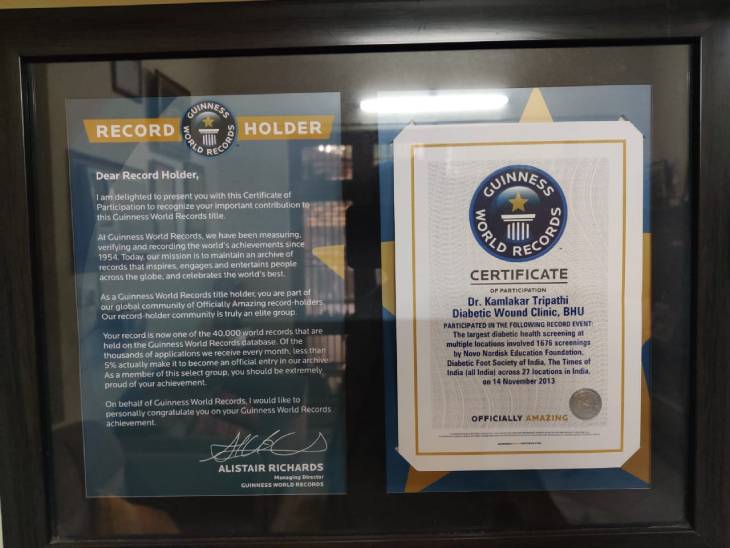 RECORD HOLDER
GUINNESS
WORLD RECORDS
Dear Record Holder,
I am delighted to present you with this Certificate of
Participation to recognize your important contribution to
this Guinness World Records title.
At Guinness World Records, we have been measuring,
verifying and recording the world's achievements since
1954. Today, our mission is to maintain an archive of
records that inspires, engages and entertains people
across the globe, and celebrates the world's best.
As a Guinness World Records title holder, you are part of
our global community of Officially Amazing record-holders.
Our record-holder community is truly an elite group.
Your record is now one of the 40,000 world records that are
held on the Guinness World Records database. Of the
thousands of applications we receive every month, less than
5% actually make it to become an official entry in our archive.
As a member of this select group, you should be extremely
proud of your achievement.
On behalf of Guinness World Records, I would like to
personally congratulate you on your Guinness World Records
achievement.
ALISTAIR RICHARDS
Managing Director
GUINNESS WORLD RECORDS
GUINNESS
WORLD RECORDS
CERTIFICATE
OF PARTICIPATION
Dr. Kamlakar Tripathi
Diabetic Wound Clinic, BHU
PARTICIPATED IN THE FOLLOWING RECORD EVENT:
The largest diabetic health screening at
multiple locations involved 1676 screenings
by Novo Nordisk Education Foundation,
Diabetic Foot Society of India, The Times of
India (all India) across 27 locations in India,
on 14 November 2013
OFFICIALLY AMAZING